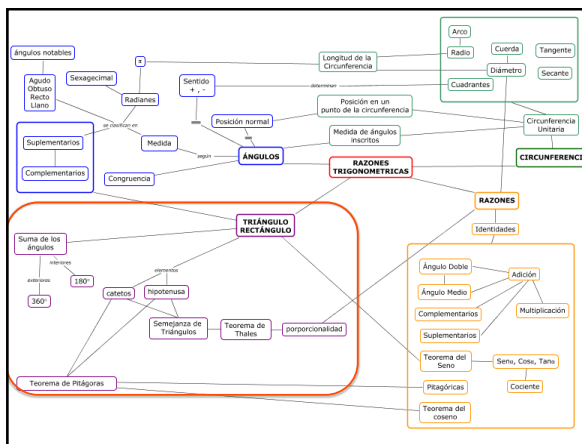 ángulos notables
π
Arco
Cuerda
Tangente
Longitud de la
Circunferencia
Radio
Sexagecimal
Sentido
+ , -
Diámetro
Secante
Agudo
Obtuso
Recto
Llano
Radianes
determinan
Cuadrantes
Posición en un
punto de la circunferencia
Posición normal
se clasifican en
Circunferencia
Unitaria
Medida de ángulos
inscritos
Suplementarios
Medida
según
ÁNGULOS
CIRCUNFERENCI
Complementarios
Congruencia
RAZONES
TRIGONOMETRICAS
RAZONES
TRIÁNGULO
RECTÁNGULO
Identidades
Suma de los
ángulos
interiores
elementos
Ángulo Doble
Adición
exteriores
180º
catetos
hipotenusa
Ángulo Medio
360º
Complementarios
Multiplicación
Semejanza de
Triángulos
Teorema de
Thales
porporcionalidad
Suplementarios
Teorema del
Seno
Senα, Cosα, Tanα
Teorema de Pitágoras
Pitagóricas
Cociente
Teorema del
coseno